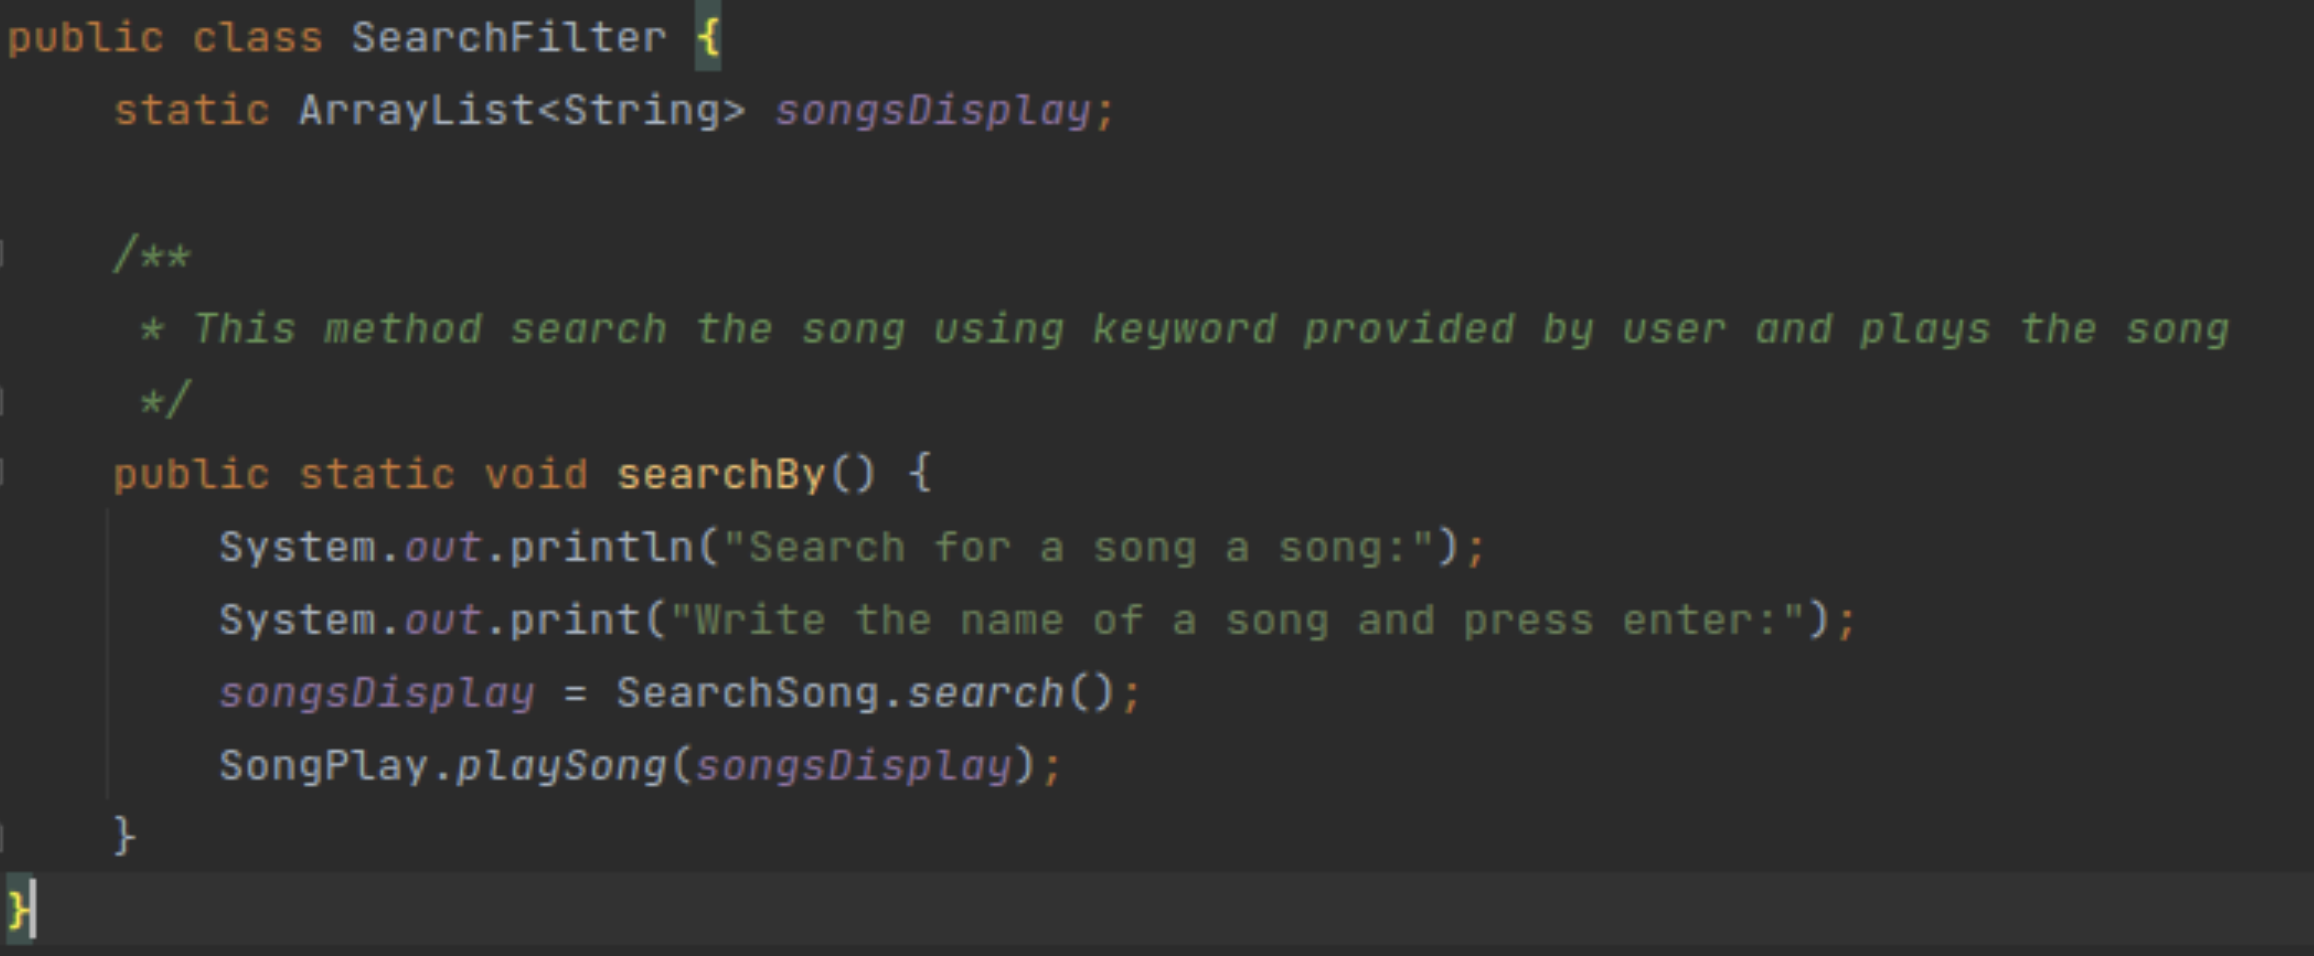 public class SearchFilter {
static ArrayList<String> songsDisplay;
/**
* This method search the song using keyword provided by user and plays the song
*/
public static void searchBy() {
System.out.println("Search for a song a song:");
System.out.print("Write the name of a song and press enter:");
songsDisplay = SearchSong.search();
SongPlay.playSong(songsDisplay);
}
}